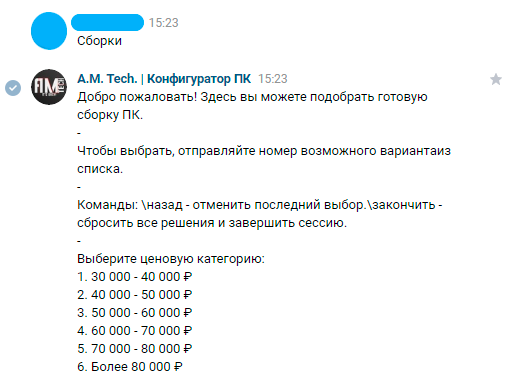 15:23
Сборки
A.M. Tech. | Конфигуратор ПК 15:23
Добро пожаловать! Здесь вы можете подобрать готовую
сборку ПК.
-
Чтобы выбрать, отправляйте номер возможного вариантаиз
списка.
-
Команды: \назад - отменить последний выбор.\закончить -
сбросить все решения и завершить сессию.
-
Выберите ценовую категорию:
1. 30 000 - 40 000 ₽
2. 40 000 - 50 000 ₽
3. 50 000 - 60 000 ₽
4. 60 000 - 70 000 ₽
5. 70 000 - 80 000 ₽
6. Более 80 000 ₽